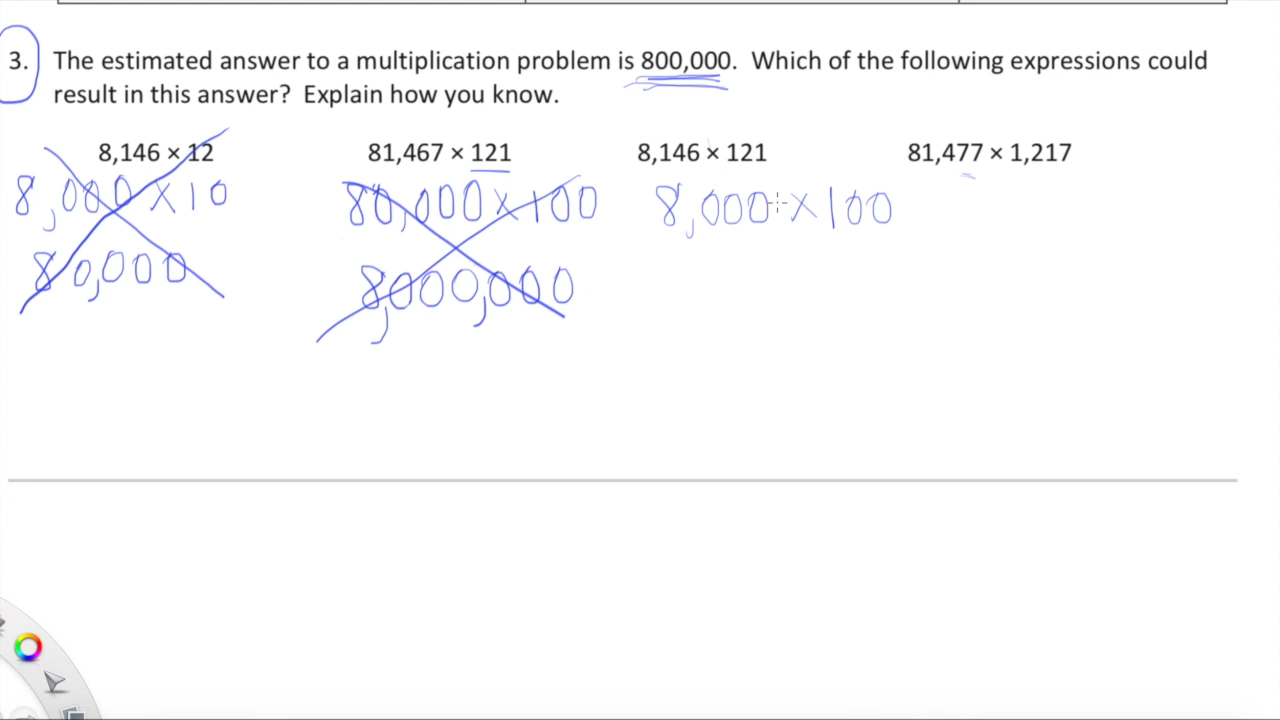 3. The estimated answer to a multiplication problem is 800,000. Which of the following expressions could
result in this answer? Explain how you know.
8,146 × 12 81,467 × 121 8,146 × 121 81,477 × 1,217
8,000 × 10 80,000 × 100 8,000 × 100
80,000 8,000,000